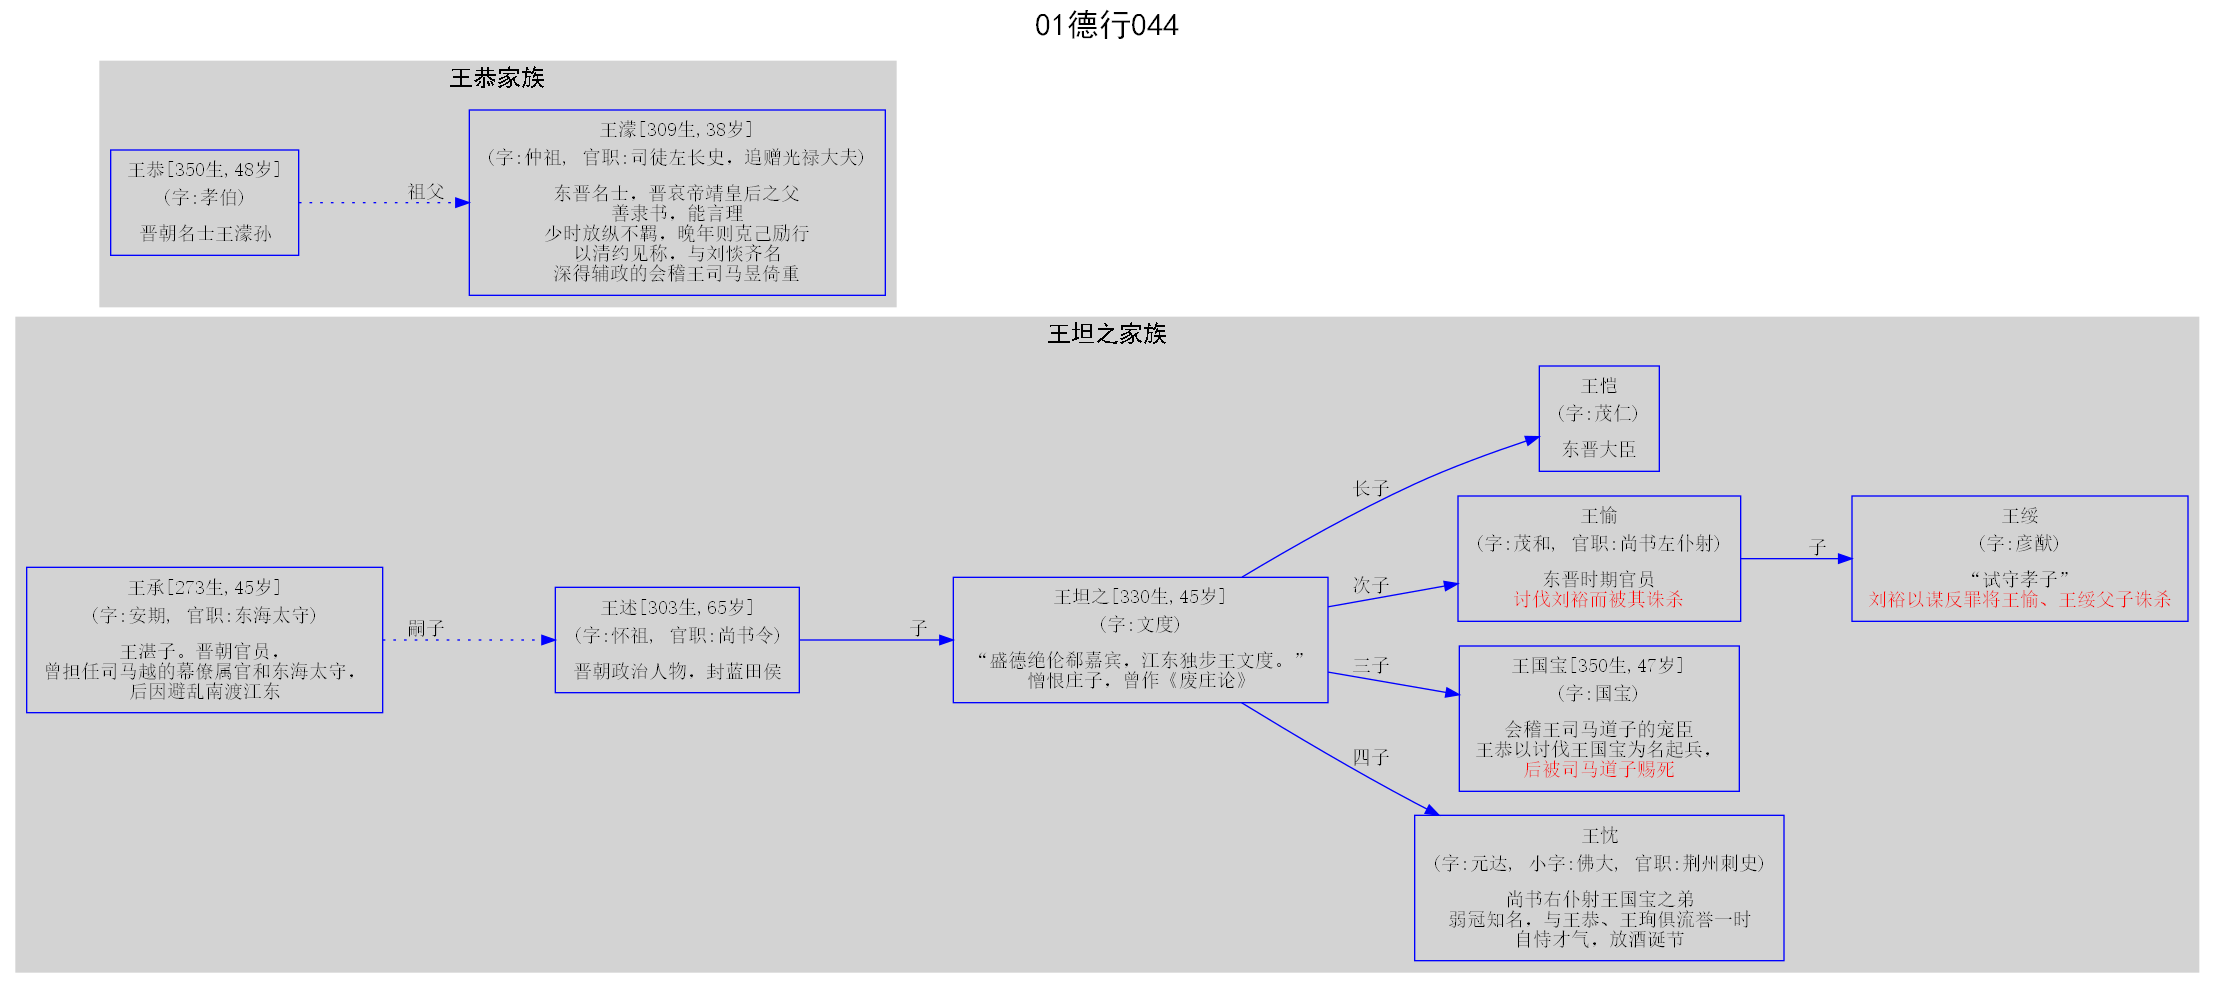 01德行044
王恭家族
王恭[350生,48岁]
(字:孝伯)
晋朝名士王濛孙
祖父
王濛[309生,38岁]
(字:仲祖, 官职:司徒左长史，追赠光禄大夫)
东晋名士，晋哀帝靖皇后之父
善隶书，能言理
少时放纵不羁，晚年则克己励行
以清约见称，与刘惔齐名
深得辅政的会稽王司马昱倚重
王坦之家族
王承[273生,45岁]
(字:安期, 官职:东海太守)
王湛子。晋朝官员，
曾担任司马越的幕僚属官和东海太守，
后因避乱南渡江东
嗣子
王述[303生,65岁]
(字:怀祖, 官职:尚书令)
晋朝政治人物，封蓝田侯
子
王坦之[330生,45岁]
(字:文度)
“盛德绝伦郗嘉宾，江东独步王文度。”
憎恨庄子，曾作《废庄论》
长子
王恺
(字:茂仁)
东晋大臣
次子
王愉
(字:茂和, 官职:尚书左仆射)
东晋时期官员
讨伐刘裕而被其诛杀
子
王绥
(字:彦猷)
“试守孝子”
刘裕以谋反罪将王愉、王绥父子诛杀
三子
王国宝[350生,47岁]
(字:国宝)
会稽王司马道子的宠臣
王恭以讨伐王国宝为名起兵，
后被司马道子赐死
四子
王忱
(字:元达, 小字:佛大, 官职:荆州刺史)
尚书右仆射王国宝之弟
弱冠知名，与王恭、王珣俱流誉一时
自恃才气，放酒诞节